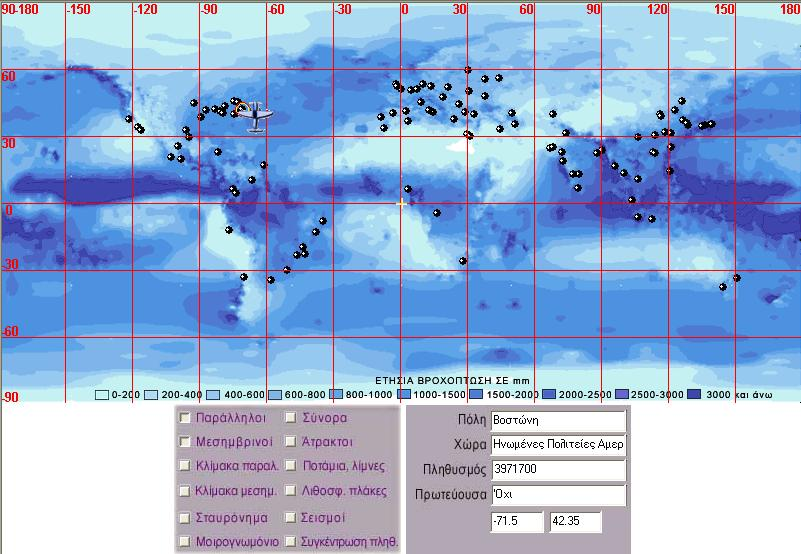 90 -180 -150 -120 -90 -60 -30 0 30 60 90 120 150 180
60
30
0
-30
-60
-90
ΕΤΗΣΙΑ ΒΡΟΧΟΠΤΩΣΗ ΣΕ mm
0-200 200-400 400-600 600-800 800-1000 1000-1500 1500-2000 2000-2500 2500-3000 3000 και άνω
Παράλληλοι Σύνορα
Μεσημβρινοί Άτρακτοι
Κλίμακα παραλ. Ποτάμια, λίμνες
Κλίμακα μεσημ. Λιθοσφ. πλάκες
Σταυρόνημα Σεισμοί
Μοιρογνωμόνιο Συγκέντρωση πληθ.
Πόλη Βοστώνη
Χώρα Ηνωμένες Πολιτείες Αμερ
Πληθυσμός 3971700
Πρωτεύουσα Όχι
-71.5 42.35